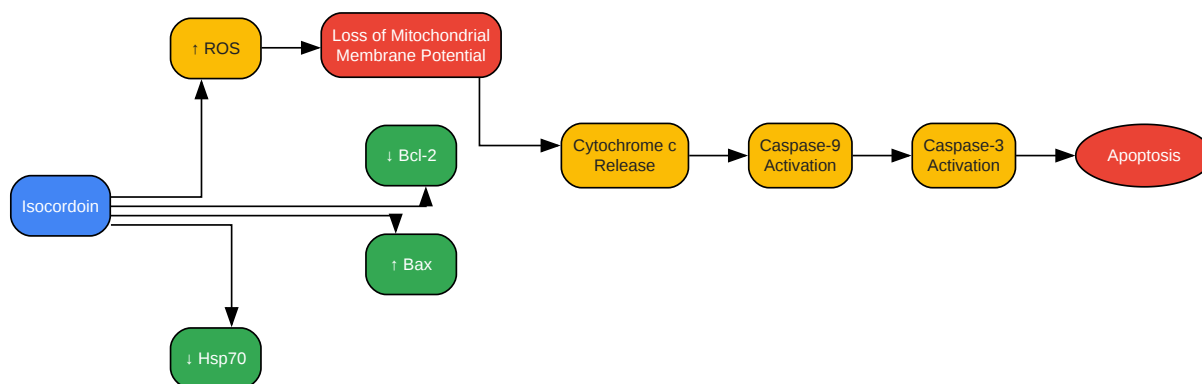 ↑ ROS
Loss of Mitochondrial
Membrane Potential
↓ Bcl-2
Cytochrome c
Release
Caspase-9
Activation
Caspase-3
Activation
Apoptosis
Isocordoin
↑ Bax
↓ Hsp70